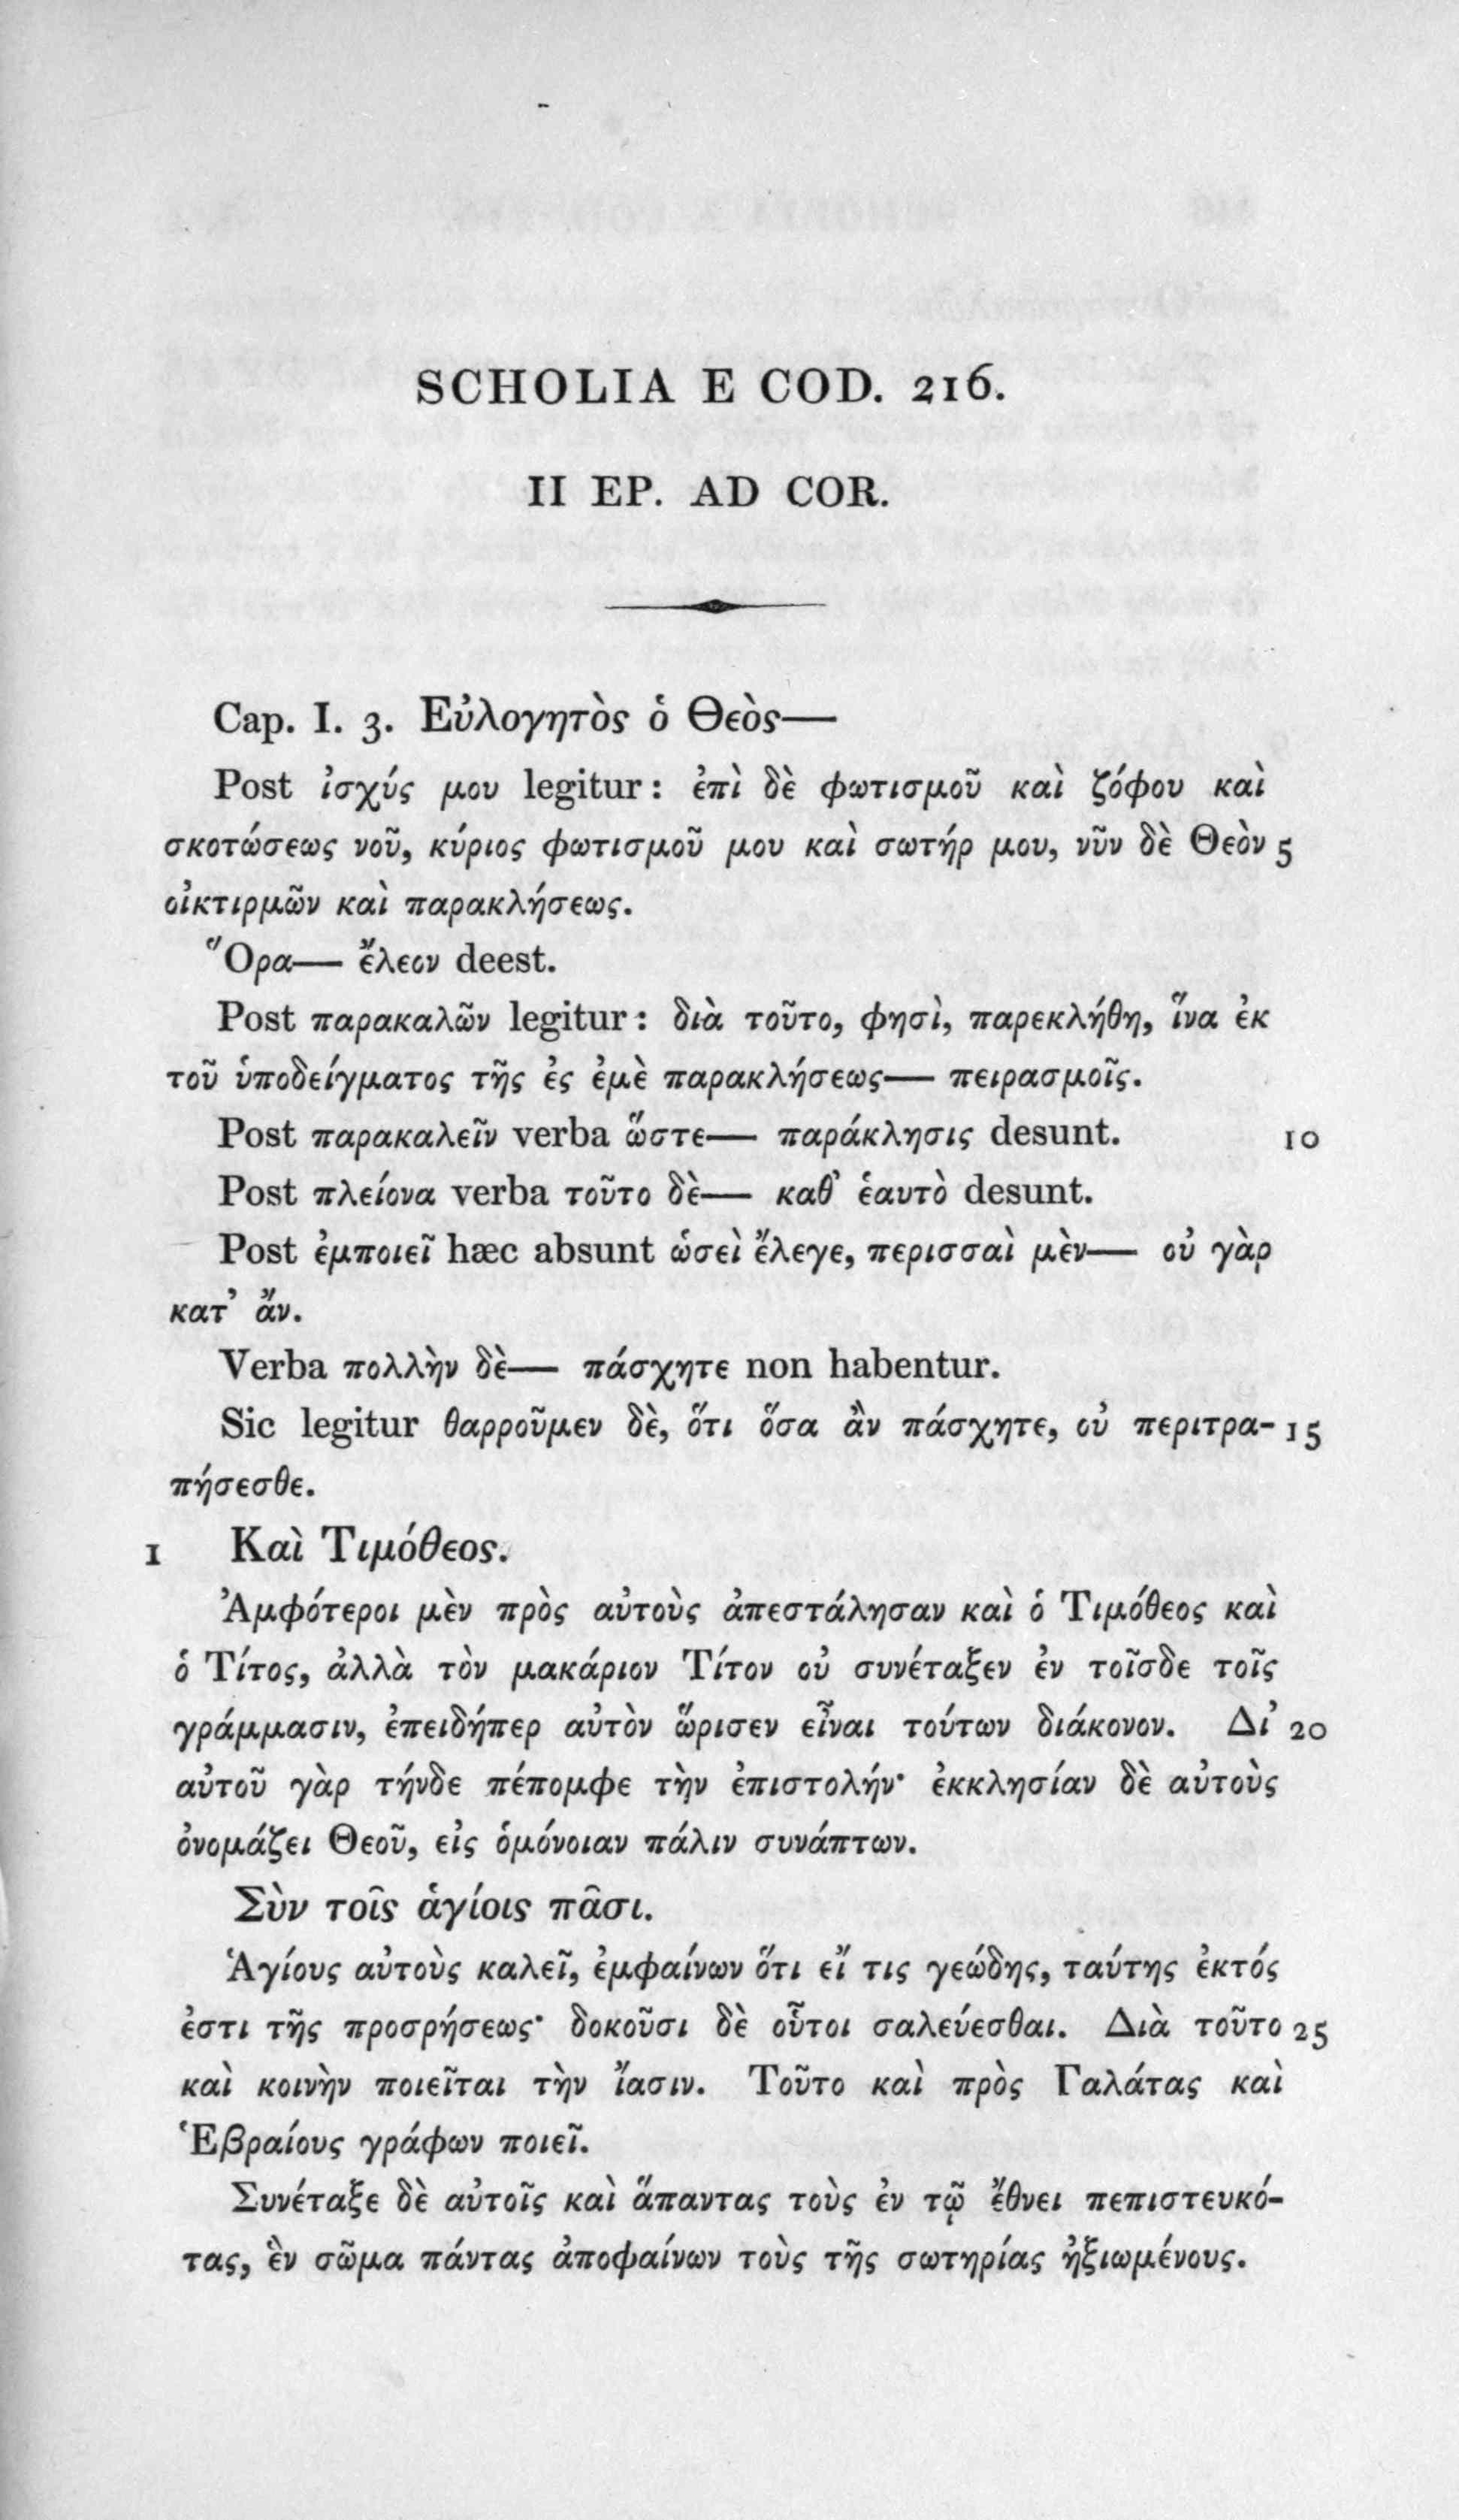 SCHOLIA E COD. 216.
II EP. AD COR.
Cap. I. 3. Εὐλογητὸς ὁ Θεὸς—
Post ἰσχύς μου legitur: ἐπὶ δὲ φωτισμοῦ καὶ ζόφου καὶ
σκοτώσεως νοῦ, κύριος φωτισμοῦ μου καὶ σωτήρ μου, νῦν δὲ Θεὸν 5
οἰκτιρμῶν καὶ παρακλήσεως.
Ὅρα— ἔλεον deest.
Post παρακαλῶν legitur: διὰ τοῦτο, φησὶ, παρεκλήθη, ἵνα ἐκ
τοῦ ὑποδείγματος τῆς ἐς ἐμὲ παρακλήσεως— πειρασμοῖς.
Post παρακαλεῖν verba ὥστε— παράκλησις desunt. 10
Post πλείονα verba τοῦτο δὲ— καθ᾽ ἑαυτὸ desunt.
Post ἐμποιεῖ hæc absunt ὡσεὶ ἔλεγε, περισσαὶ μὲν— οὐ γὰρ
κατ᾽ ἄν.
Verba πολλὴν δὲ— πάσχητε non habentur.
Sic legitur θαρροῦμεν δὲ, ὅτι ὅσα ἂν πάσχητε, οὐ περιτρα- 15
πήσεσθε.
1 Καὶ Τιμόθεος.
Ἀμφότεροι μὲν πρὸς αὐτοὺς ἀπεστάλησαν καὶ ὁ Τιμόθεος καὶ
ὁ Τίτος, ἀλλὰ τὸν μακάριον Τίτον οὐ συνέταξεν ἐν τοῖσδε τοῖς
γράμμασιν, ἐπειδήπερ αὐτὸν ὥρισεν εἶναι τούτων διάκονον. Δι᾽ 20
αὐτοῦ γὰρ τήνδε πέπομφε τὴν ἐπιστολήν· ἐκκλησίαν δὲ αὐτοὺς
ὀνομάζει Θεοῦ, εἰς ὁμόνοιαν πάλιν συνάπτων.
Σὺν τοῖς ἁγίοις πᾶσι.
Ἁγίους αὐτοὺς καλεῖ, ἐμφαίνων ὅτι εἴ τις γεώδης, ταύτης ἐκτός
ἐστι τῆς προσρήσεως· δοκοῦσι δὲ οὗτοι σαλεύεσθαι. Διὰ τοῦτο 25
καὶ κοινὴν ποιεῖται τὴν ἴασιν. Τοῦτο καὶ πρὸς Γαλάτας καὶ
Ἑβραίους γράφων ποιεῖ.
Συνέταξε δὲ αὐτοῖς καὶ ἅπαντας τοὺς ἐν τῷ ἔθνει πεπιστευκό-
τας, ἓν σῶμα πάντας ἀποφαίνων τοὺς τῆς σωτηρίας ἠξιωμένους.